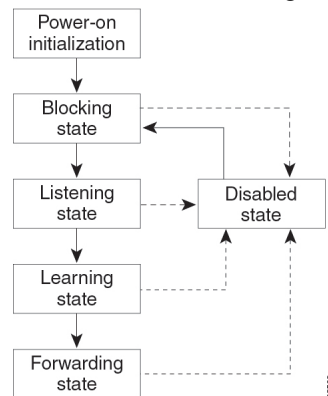 Power-on
initialization
Blocking
state
Listening
state
Disabled
state
Learning
state
Forwarding
state